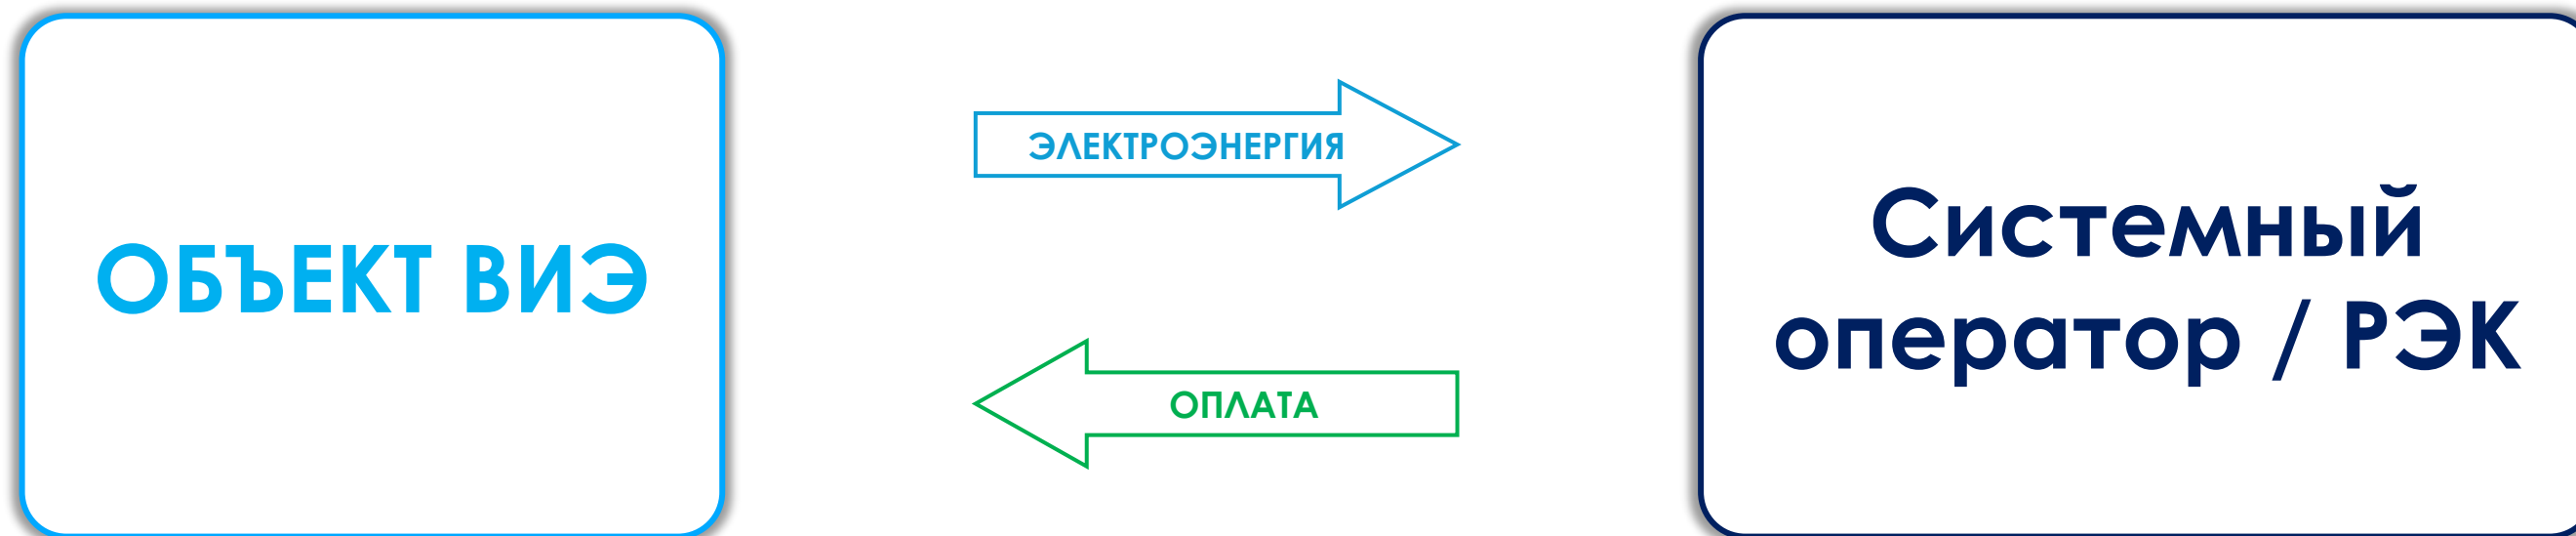 ОБЪЕКТ ВИЭ
ЭЛЕКТРОЭНЕРГИЯ
ОПЛАТА
Системный
оператор / РЭК